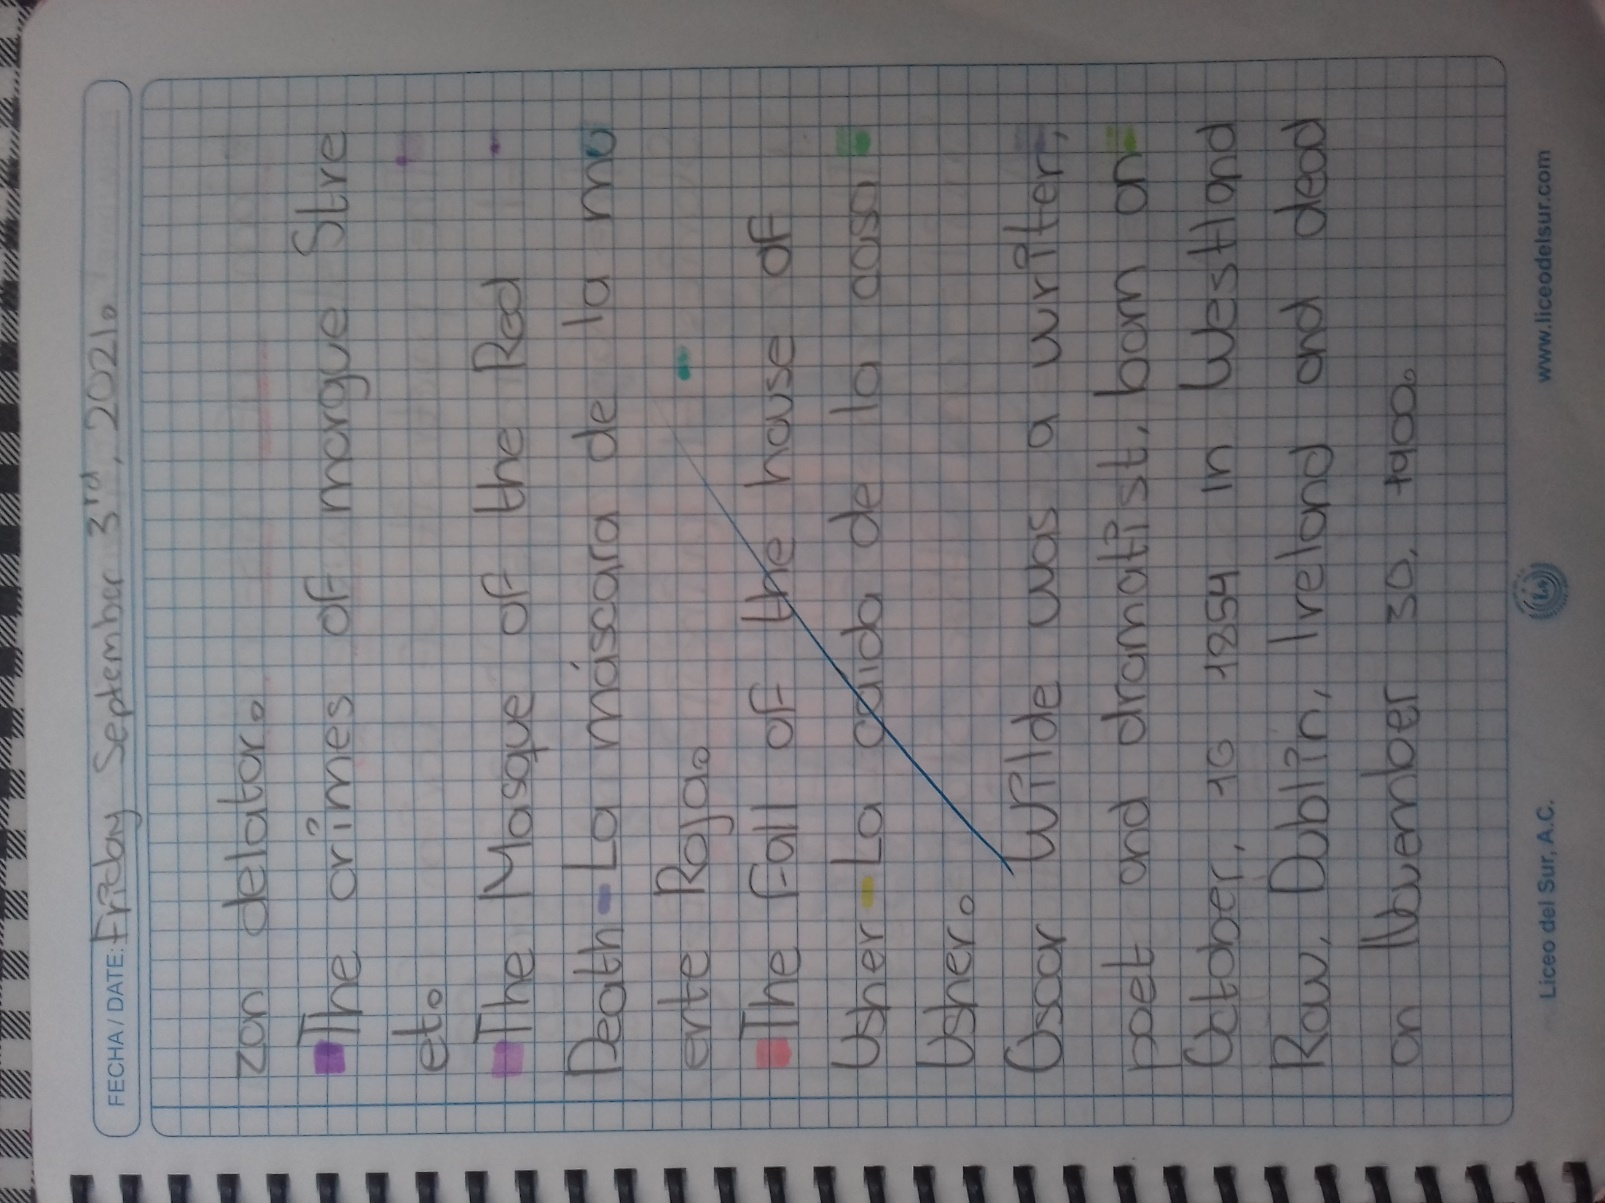 FECHA / DATE: Friday September 3rd, 2021.
zon delator.
The crimes of morgue Stre
et.
The Masque of the Red
Death - La máscara de la mu
erte Roja.
The Fall of the house of
Usher - La caida de la casa
Usher.
Oscar Wilde was a writer,
poet and dramatist, born on
October, 16 1854 in Westland
Row, Dublin, Ireland and dead
on November 30, 1900.
Liceo del Sur, A.C.
www.liceodelsur.com